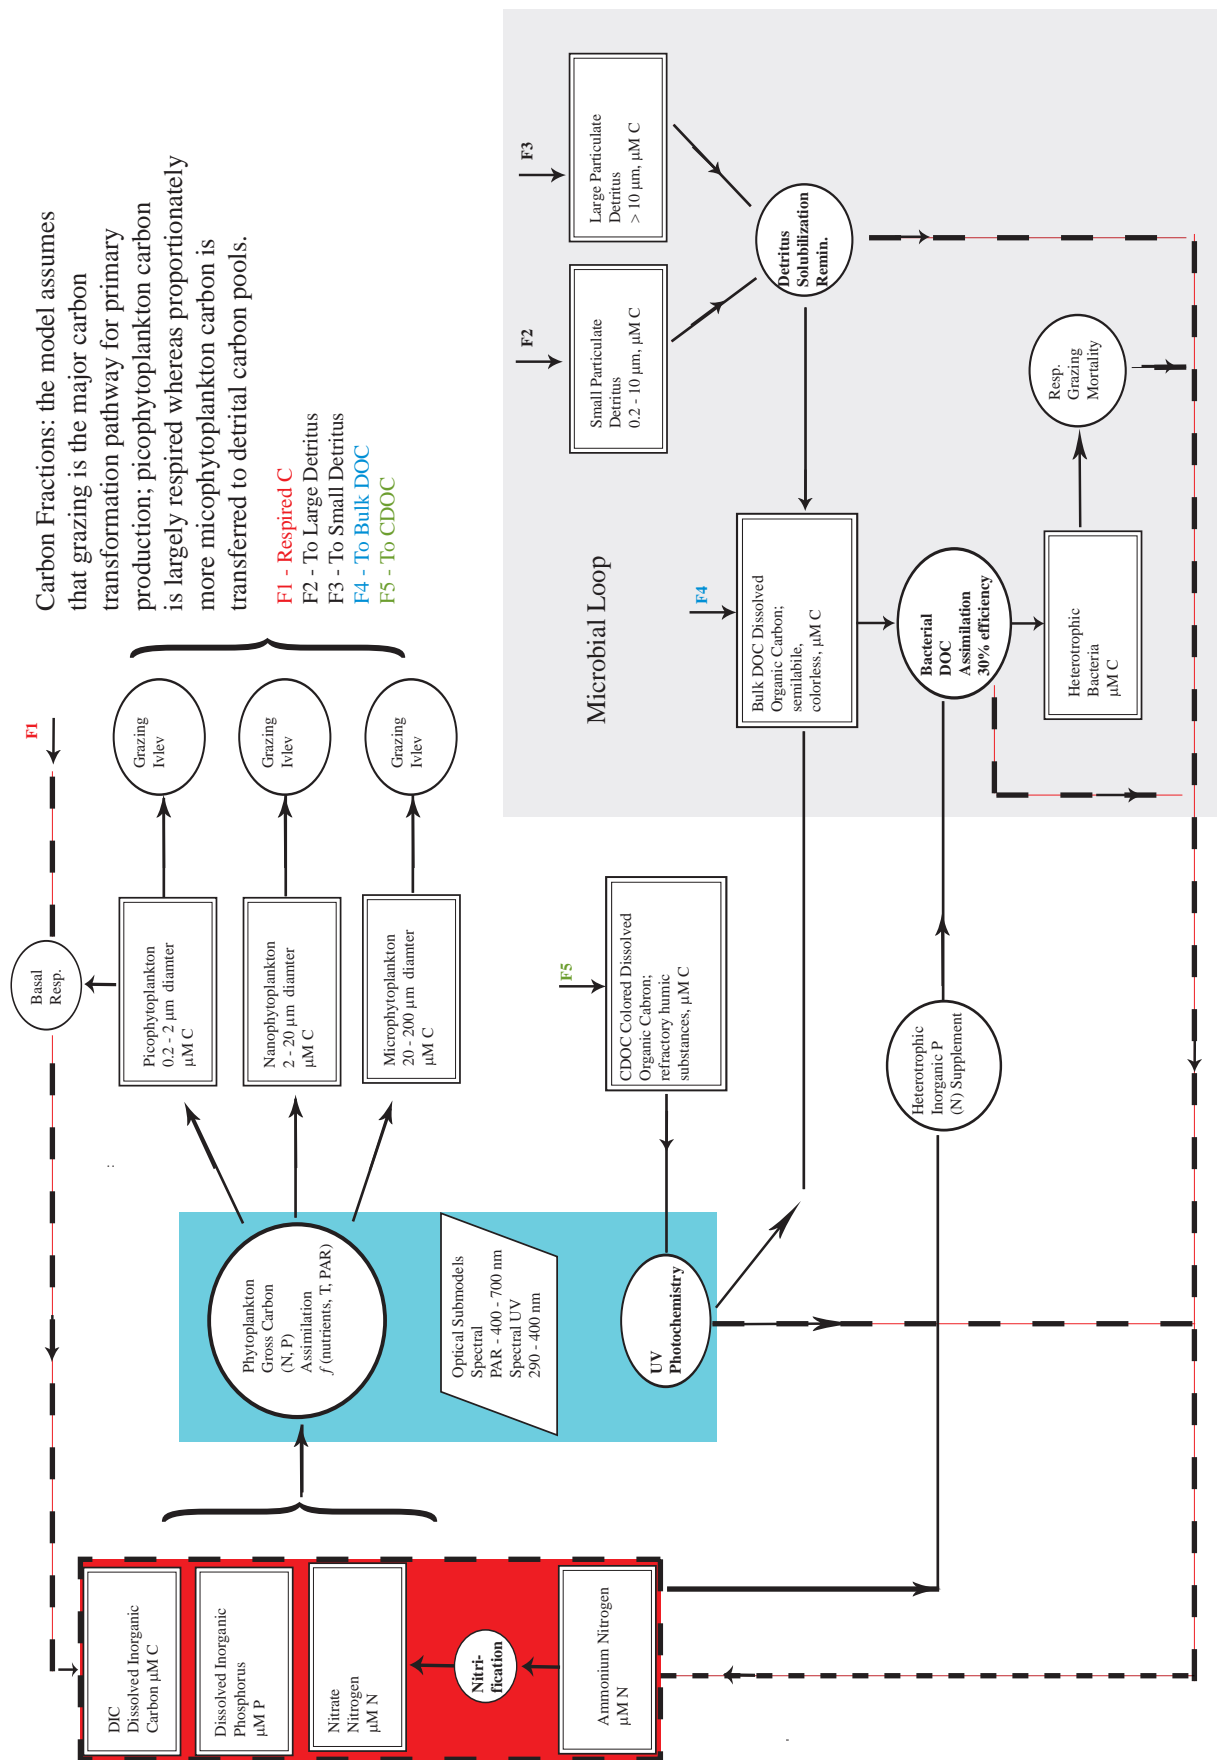 Carbon Fractions: the model assumes
that grazing is the major carbon
transformation pathway for primary
production; picophytoplankton carbon
is largely respired whereas proportionately
more micophytoplankton carbon is
transferred to detrital carbon pools.
F1 - Respired C
F2 - To Large Detritus
F3 - To Small Detritus
F4 - To Bulk DOC
F5 - To CDOC
F1
Basal
Resp.
DIC
Dissolved Inorganic
Carbon µM C
Dissolved Inorganic
Phosphorus
µM P
Nitrate
Nitrogen
µM N
Nitri-
fication
Ammonium Nitrogen
µM N
Phytoplankton
Gross Carbon
(N, P)
Assimilation
f (nutrients, T, PAR)
Optical Submodels
Spectral
PAR - 400 - 700 nm
Spectral UV
290 - 400 nm
UV
Photochemistry
Picophytoplankton
0.2 - 2 µm diamter
µM C
Nanophytoplankton
2 - 20 µm diamter
µM C
Microphytoplankton
20 - 200 µm diamter
µM C
Grazing
Ivlev
Grazing
Ivlev
Grazing
Ivlev
F5
CDOC Colored Dissolved
Organic Cabron;
refractory humic
substances, µM C
Heterotrophic
Inorganic P
(N) Supplement
Microbial Loop
F4
Bulk DOC Dissolved
Organic Carbon;
semilabile,
colorless, µM C
Bacterial
DOC
Assimilation
30% efficiency
Heterotrophic
Bacteria
µM C
Resp.
Grazing
Mortality
F2
Small Particulate
Detritus
0.2 - 10 µm, µM C
F3
Large Particulate
Detritus
> 10 µm, µM C
Detritus
Solubilization
Remin.